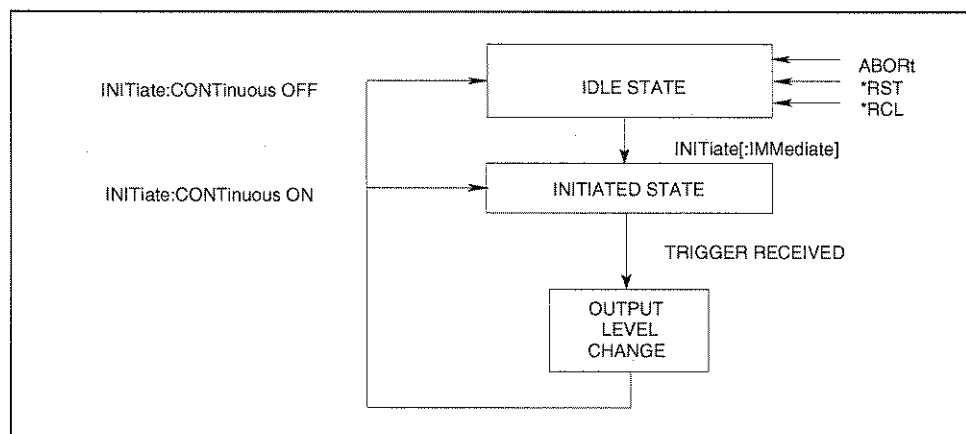 INITiate:CONTinuous OFF
IDLE STATE
ABORt
*RST
*RCL
INITiate[:IMMediate]
INITiate:CONTinuous ON
INITIATED STATE
TRIGGER RECEIVED
OUTPUT
LEVEL
CHANGE